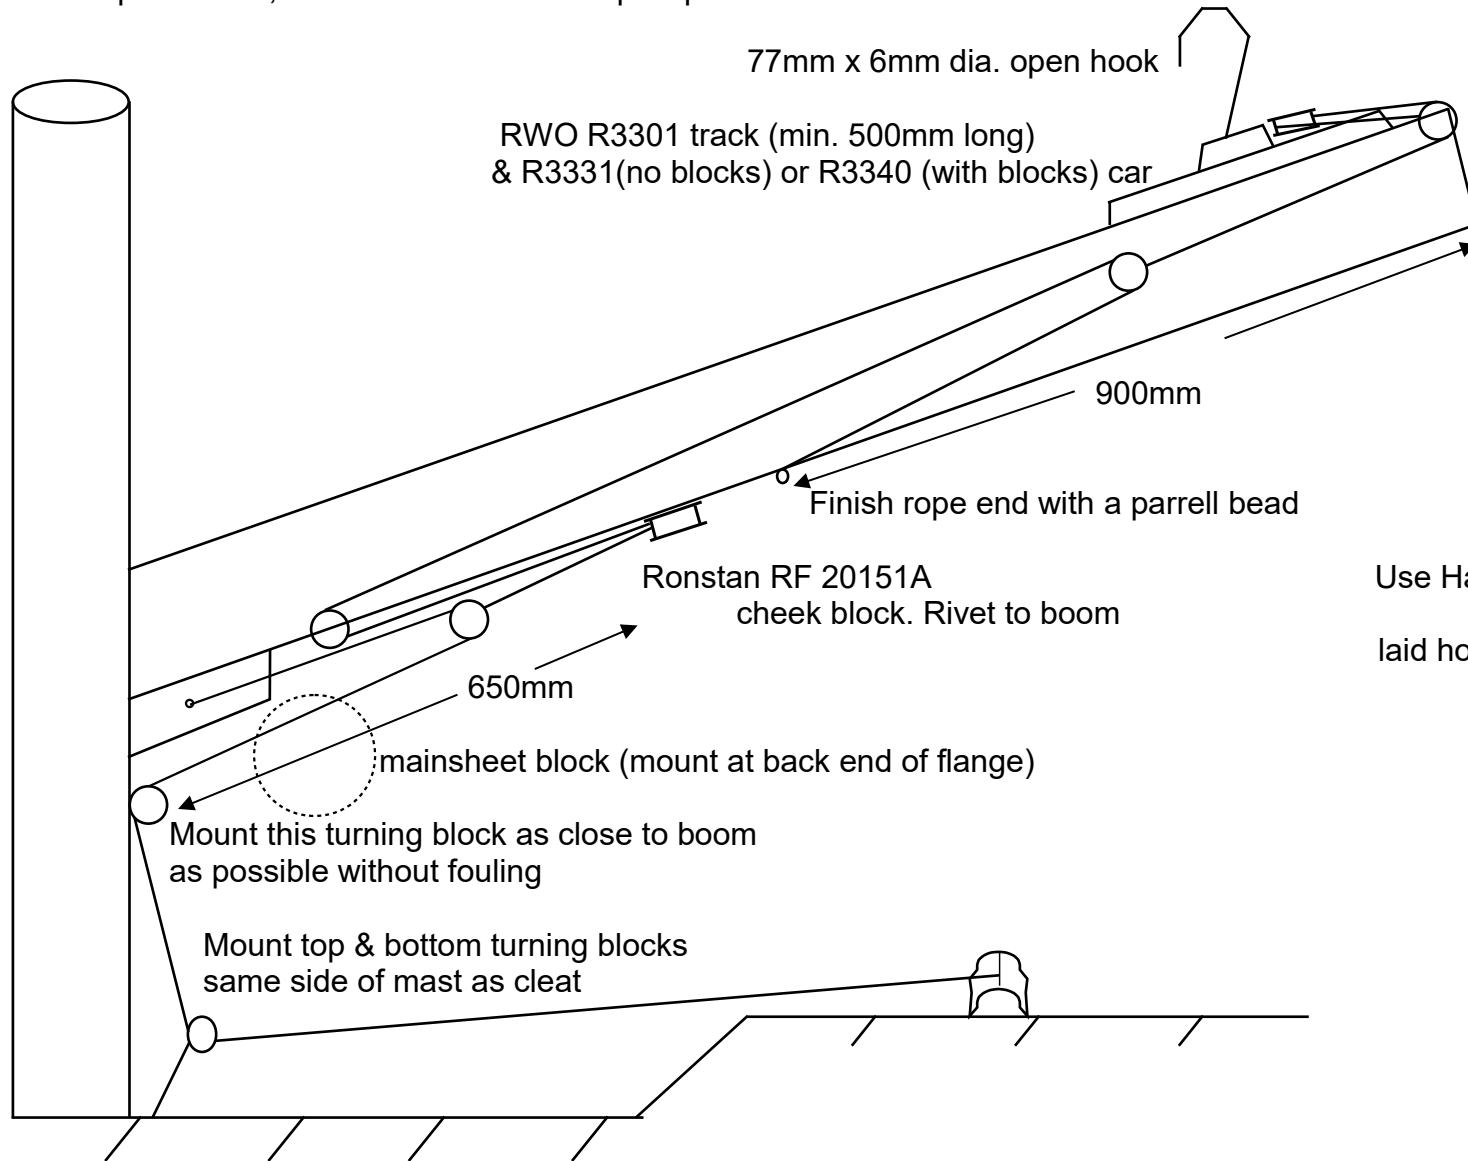 77mm x 6mm dia. open hook
RWO R3301 track (min. 500mm long)
& R3331(no blocks) or R3340 (with blocks) car
900mm
Finish rope end with a parrell bead
Ronstan RF 20151A
cheek block. Rivet to boom
Use
laid
650mm
mainsheet block (mount at back end of flange)
Mount this turning block as close to boom
as possible without fouling
Mount top & bottom turning blocks
same side of mast as cleat